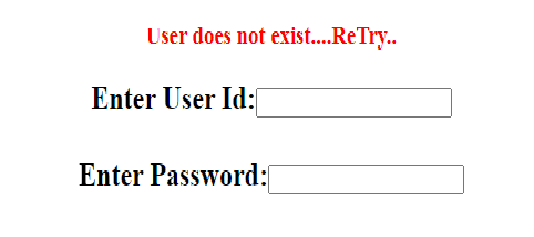 User does not exist....ReTry..
Enter User Id:
Enter Password: